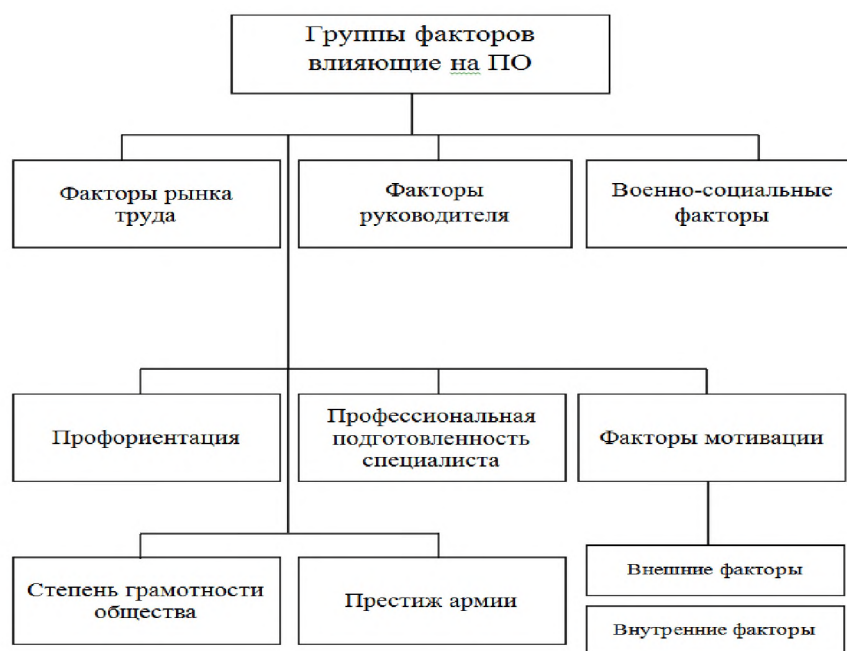 Группы факторов
влияющие на ПО
Факторы рынка
труда
Факторы
руководителя
Военно-социальные
факторы
Профориентация
Профессиональная
подготовленность
специалиста
Факторы мотивации
Степень грамотности
общества
Престиж армии
Внешние факторы
Внутренние факторы